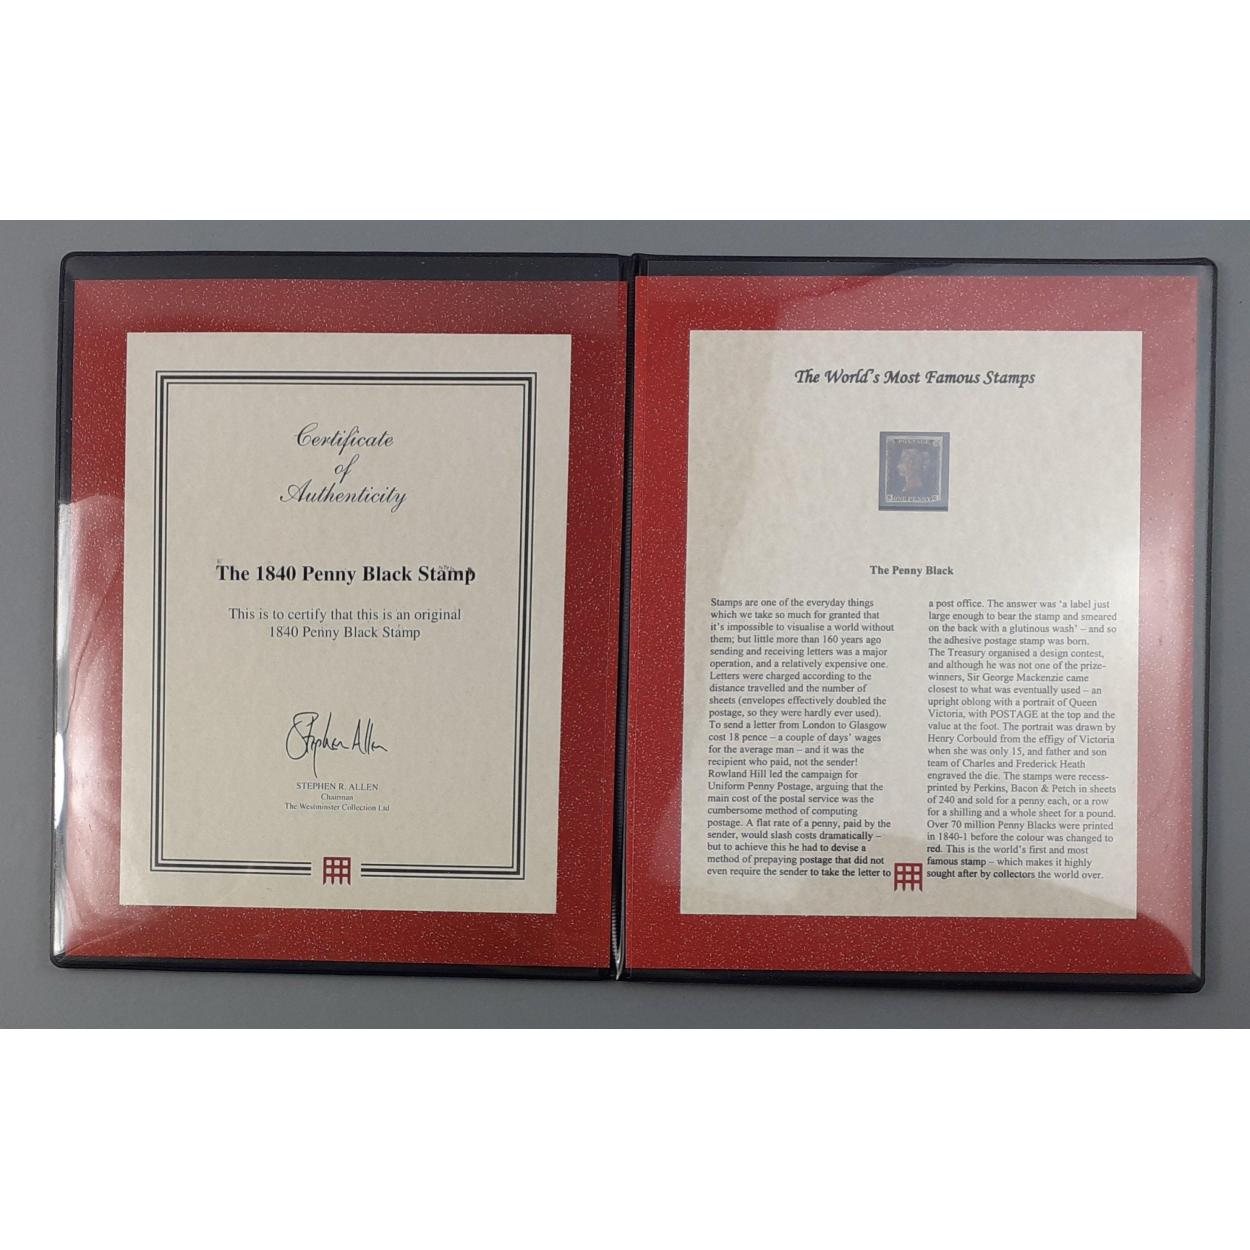 Certificate
of
Authenticity
The 1840 Penny Black Stamp
This is to certify that this is an original
1840 Penny Black Stamp
Stephen Allen
STEPHEN R. ALLEN
Chairman
The Westminster Collection Ltd
The World's Most Famous Stamps
POSTAGE
ONE PENNY
The Penny Black
Stamps are one of the everyday things
which we take so much for granted that
it's impossible to visualise a world without
them; but little more than 160 years ago
sending and receiving letters was a major
operation, and a relatively expensive one.
Letters were charged according to the
distance travelled and the number of
sheets (envelopes effectively doubled the
postage, so they were hardly ever used).
To send a letter from London to Glasgow
cost 18 pence – a couple of days' wages
for the average man – and it was the
recipient who paid, not the sender!
Rowland Hill led the campaign for
Uniform Penny Postage, arguing that the
main cost of the postal service was the
cumbersome method of computing
postage. A flat rate of a penny, paid by the
sender, would slash costs dramatically –
but to achieve this he had to devise a
method of prepaying postage that did not
even require the sender to take the letter to
a post office. The answer was 'a label just
large enough to bear the stamp and smeared
on the back with a glutinous wash' – and so
the adhesive postage stamp was born.
The Treasury organised a design contest,
and although he was not one of the prize-
winners, Sir George Mackenzie came
closest to what was eventually used – an
upright oblong with a portrait of Queen
Victoria, with POSTAGE at the top and the
value at the foot. The portrait was drawn by
Henry Corbould from the effigy of Victoria
when she was only 15, and father and son
team of Charles and Frederick Heath
engraved the die. The stamps were recess-
printed by Perkins, Bacon & Petch in sheets
of 240 and sold for a penny each, or a row
for a shilling and a whole sheet for a pound.
Over 70 million Penny Blacks were printed
in 1840-1 before the colour was changed to
red. This is the world's first and most
famous stamp – which makes it highly
sought after by collectors the world over.